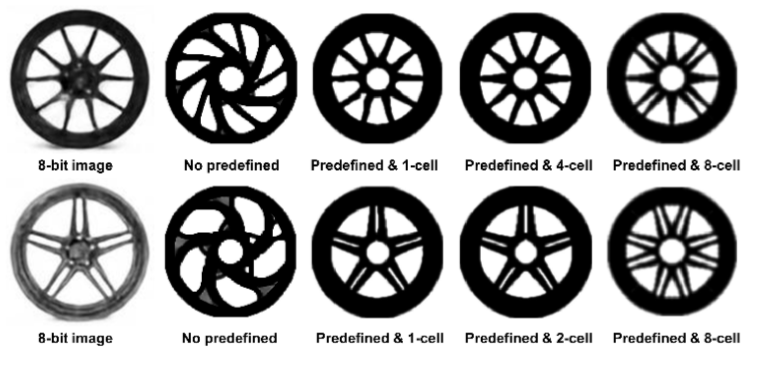 8-bit image No predefined Predefined & 1-cell Predefined & 4-cell Predefined & 8-cell
8-bit image No predefined Predefined & 1-cell Predefined & 2-cell Predefined & 8-cell